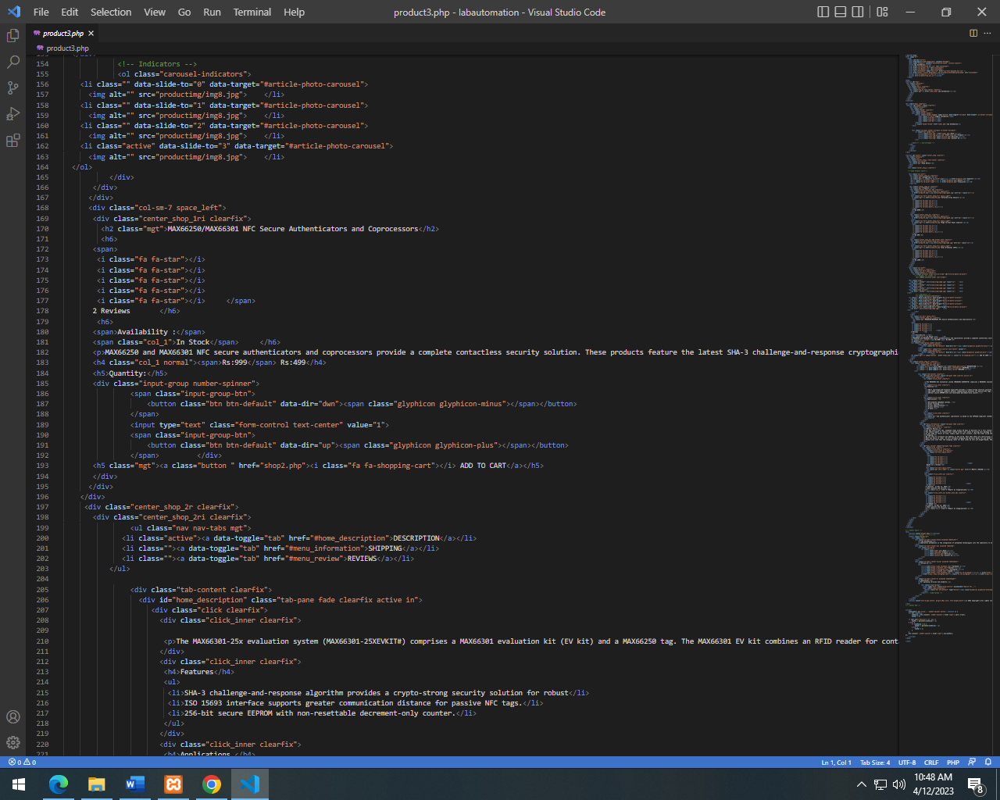 File Edit Selection View Go Run Terminal Help product3.php - labautomation - Visual Studio Code
product3.php
product3.php
154 <!-- Indicators -->
155 <ol class="carousel-indicators">
156 <li class="" data-slide-to="0" data-target="#article-photo-carousel">
157 <img alt="" src="productimg/img8.jpg"> </li>
158 <li class="" data-slide-to="1" data-target="#article-photo-carousel">
159 <img alt="" src="productimg/img8.jpg"> </li>
160 <li class="" data-slide-to="2" data-target="#article-photo-carousel">
161 <img alt="" src="productimg/img8.jpg"> </li>
162 <li class="active" data-slide-to="3" data-target="#article-photo-carousel">
163 <img alt="" src="productimg/img8.jpg"> </li>
164 </ol>
165 </div>
166 </div>
167 </div>
168 <div class="col-sm-7 space_left">
169 <div class="center_shop_1ri clearfix">
170 <h2 class="mgt">MAX66250/MAX66301 NFC Secure Authenticators and Coprocessors</h2>
171 <h6>
172 <span>
173 <i class="fa fa-star"></i>
174 <i class="fa fa-star"></i>
175 <i class="fa fa-star"></i>
176 <i class="fa fa-star"></i>
177 <i class="fa fa-star"></i> </span>
178 2 Reviews </h6>
179 <h6>
180 <span>Availability :</span>
181 <span class="col_1">In Stock</span> </h6>
182 <p>MAX66250 and MAX66301 NFC secure authenticators and coprocessors provide a complete contactless security solution. These products feature the latest SHA-3 challenge-and-response cryptographi
183 <h4 class="col_1 normal"><span>Rs:999</span> Rs:499</h4>
184 <h5>Quantity:</h5>
185 <div class="input-group number-spinner">
186 <span class="input-group-btn">
187 <button class="btn btn-default" data-dir="dwn"><span class="glyphicon glyphicon-minus"></span></button>
188 </span>
189 <input type="text" class="form-control text-center" value="1">
190 <span class="input-group-btn">
191 <button class="btn btn-default" data-dir="up"><span class="glyphicon glyphicon-plus"></span></button>
192 </span> </div>
193 <h5 class="mgt"><a class="button " href="shop2.php"><i class="fa fa-shopping-cart"></i> ADD TO CART</a></h5>
194 </div>
195 </div>
196 </div>
197 <div class="center_shop_2r clearfix">
198 <div class="center_shop_2ri clearfix">
199 <ul class="nav nav-tabs mgt">
200 <li class="active"><a data-toggle="tab" href="#home_description">DESCRIPTION</a></li>
201 <li class=""><a data-toggle="tab" href="#menu_information">SHIPPING</a></li>
202 <li class=""><a data-toggle="tab" href="#menu_review">REVIEWS</a></li>
203 </ul>
204
205 <div class="tab-content clearfix">
206 <div id="home_description" class="tab-pane fade clearfix active in">
207 <div class="click clearfix">
208 <div class="click_inner clearfix">
209
210 <p>The MAX66301-25x evaluation system (MAX66301-25XEVKIT#) comprises a MAX66301 evaluation kit (EV kit) and a MAX66250 tag. The MAX66301 EV kit combines an RFID reader for cont
211 </div>
212 <div class="click_inner clearfix">
213 <h4>Features</h4>
214 <ul>
215 <li>SHA-3 challenge-and-response algorithm provides a crypto-strong security solution for robust</li>
216 <li>ISO 15693 interface supports greater communication distance for passive NFC tags.</li>
217 <li>256-bit secure EEPROM with non-resettable decrement-only counter.</li>
218 </ul>
219 </div>
220 <div class="click_inner clearfix">
221 <h4>Applications </h4>
0 0 Ln 1, Col 1 Tab Size: 4 UTF-8 CRLF PHP
10:48 AM
4/12/2023
8